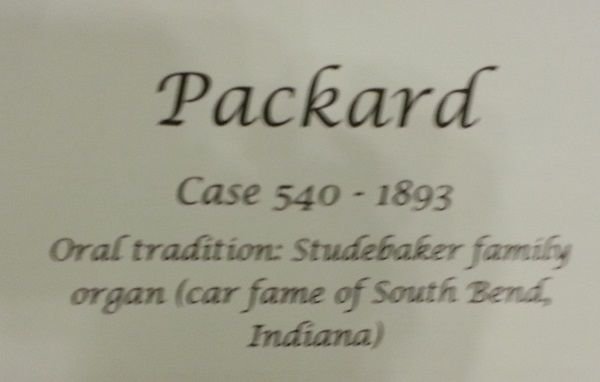 Packard
Case 540 - 1893
Oral tradition: Studebaker family
organ (car fame of South Bend,
Indiana)